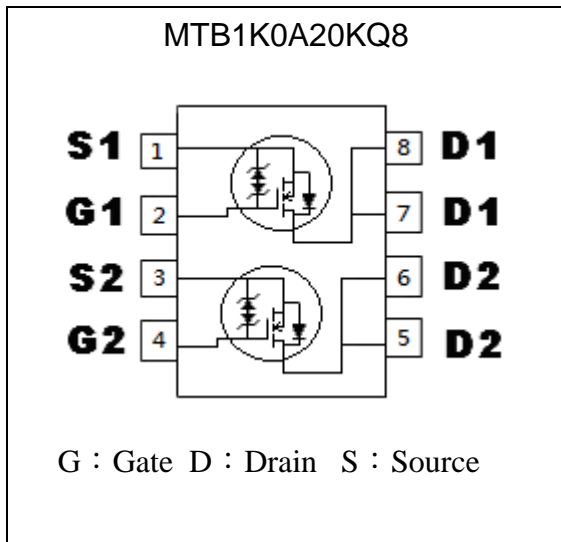 MTB1K0A20KQ8
S1 1 8 D1
G1 2 7 D1
S2 3 6 D2
G2 4 5 D2
G：Gate D：Drain S：Source